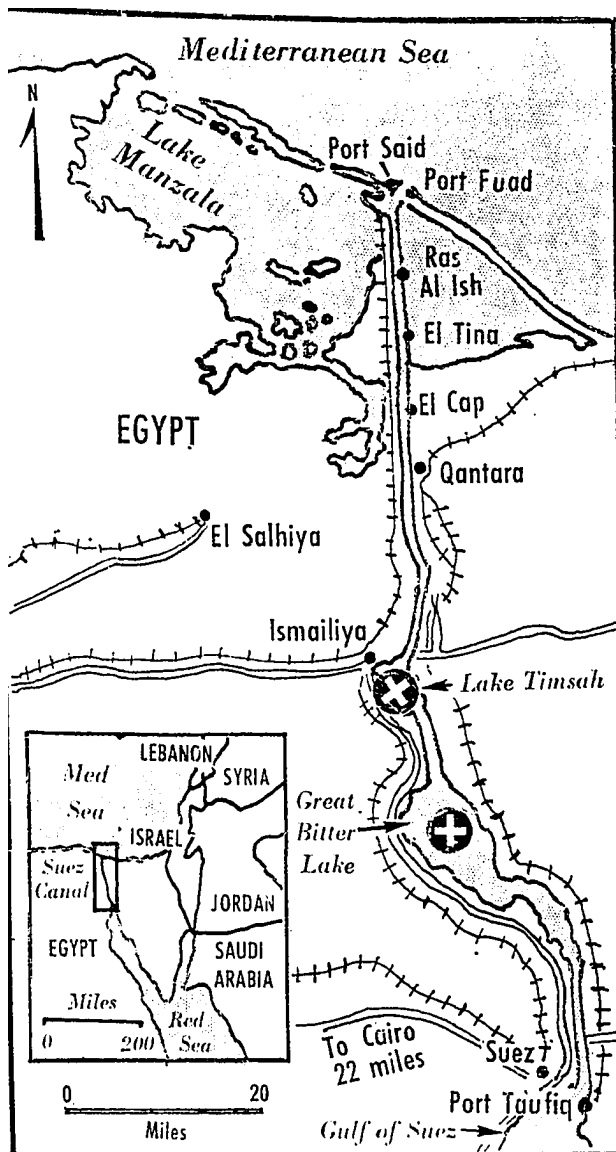 Mediterranean Sea
N
Lake
Manzala
Port Said
Port Fuad
Ras
Al Ish
El Tina
El Cap
EGYPT
Qantara
El Salhiya
Ismailiya
Lake Timsah
LEBANON
Med
Sea
SYRIA
ISRAEL
Great
Bitter
Lake
Suez
Canal
JORDAN
EGYPT
SAUDI
ARABIA
Miles
0 200
Red
Sea
To Cairo
22 miles
Suez
0 20
Miles
Port Taufiq
Gulf of Suez